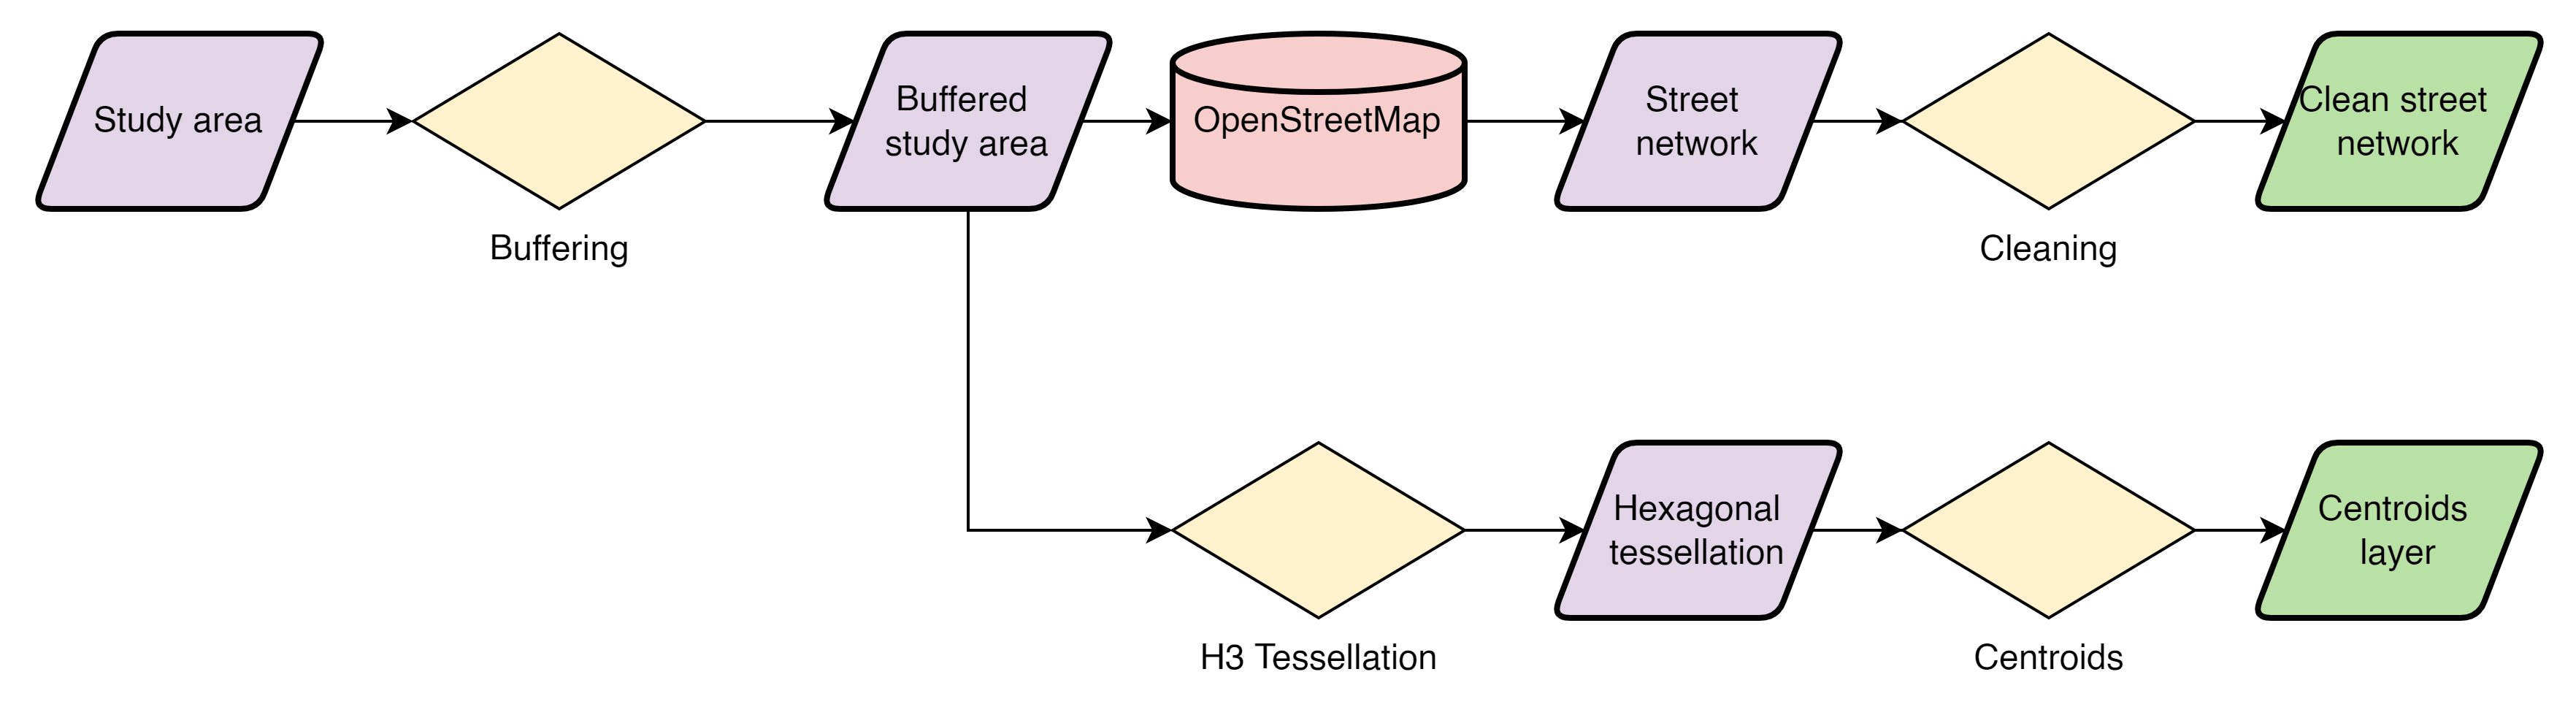 Study area
Buffered
study area
OpenStreetMap
Street
network
Clean street
network
Buffering
Cleaning
Hexagonal
tessellation
Centroids
layer
H3 Tessellation
Centroids